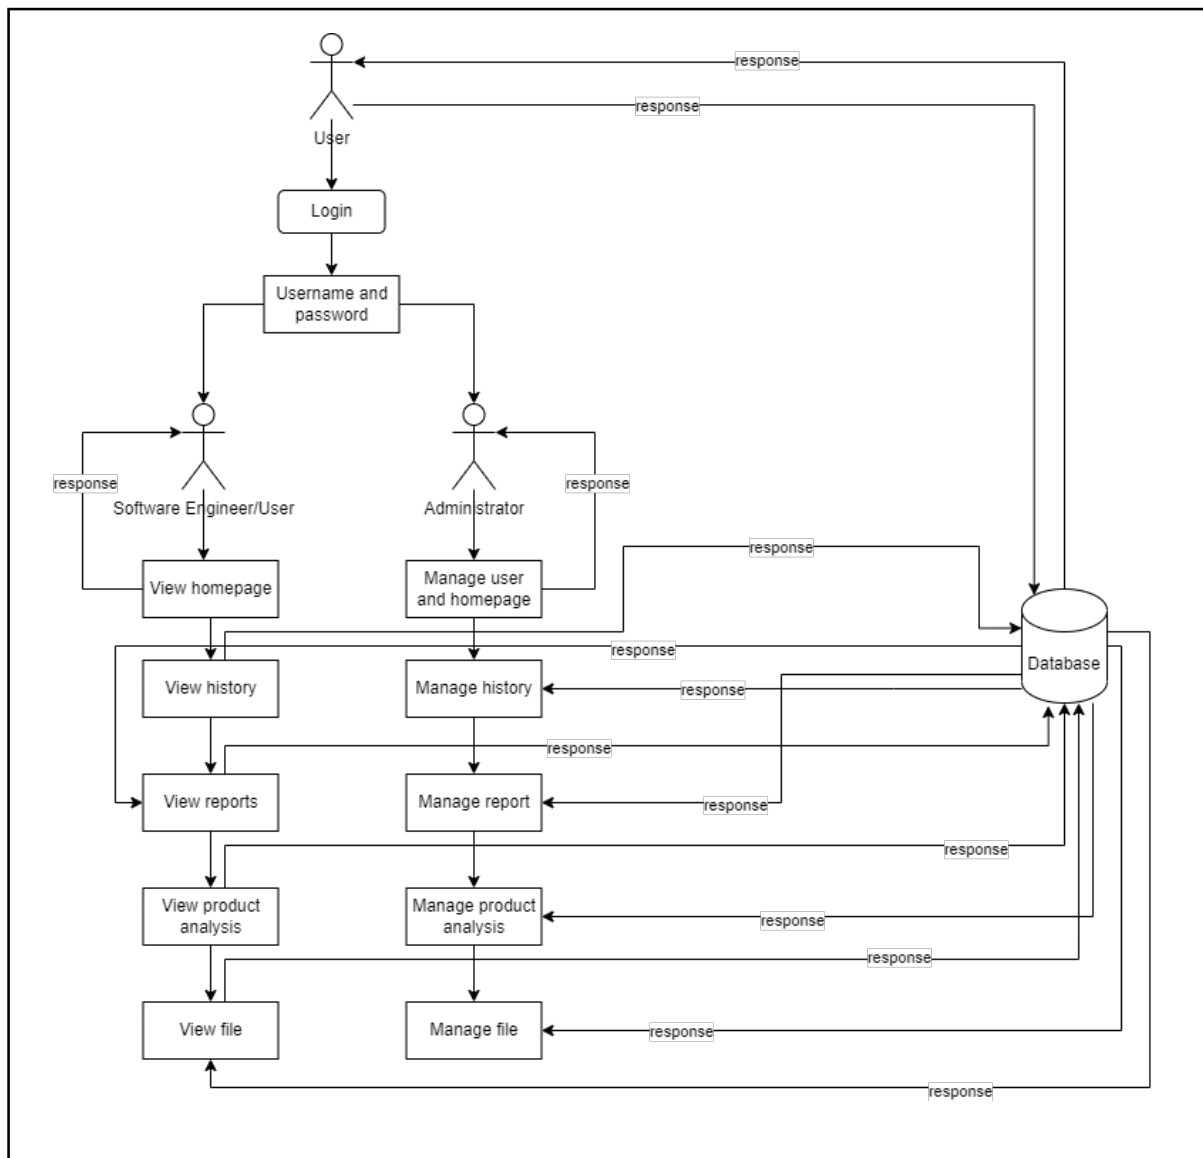 response
response
User
Login
Username and
password
response
response
Software Engineer/User
Administrator
response
View homepage
Manage user
and homepage
response
Database
View history
Manage history
response
response
View reports
Manage report
response
response
View product
analysis
Manage product
analysis
response
response
View file
Manage file
response
response